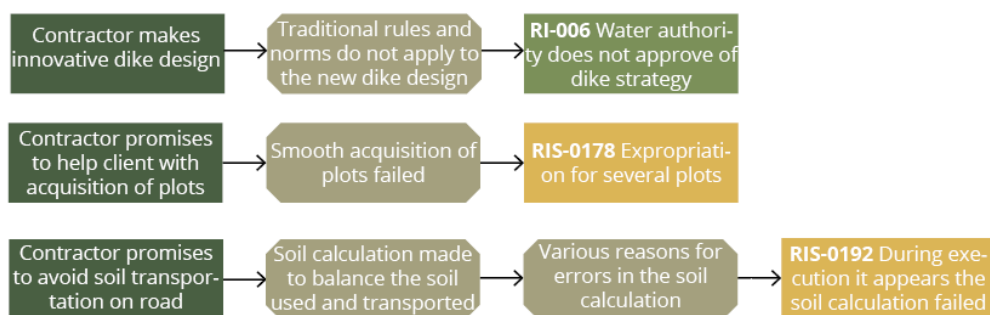 Contractor makes
innovative dike design
Traditional rules and
norms do not apply to
the new dike design
RI-006 Water authori-
ty does not approve of
dike strategy
Contractor promises
to help client with
acquisition of plots
Smooth acquisition of
plots failed
RIS-0178 Expropriati-
on for several plots
Contractor promises
to avoid soil transpor-
tation on road
Soil calculation made
to balance the soil
used and transported
Various reasons for
errors in the soil
calculation
RIS-0192 During exe-
cution it appears the
soil calculation failed